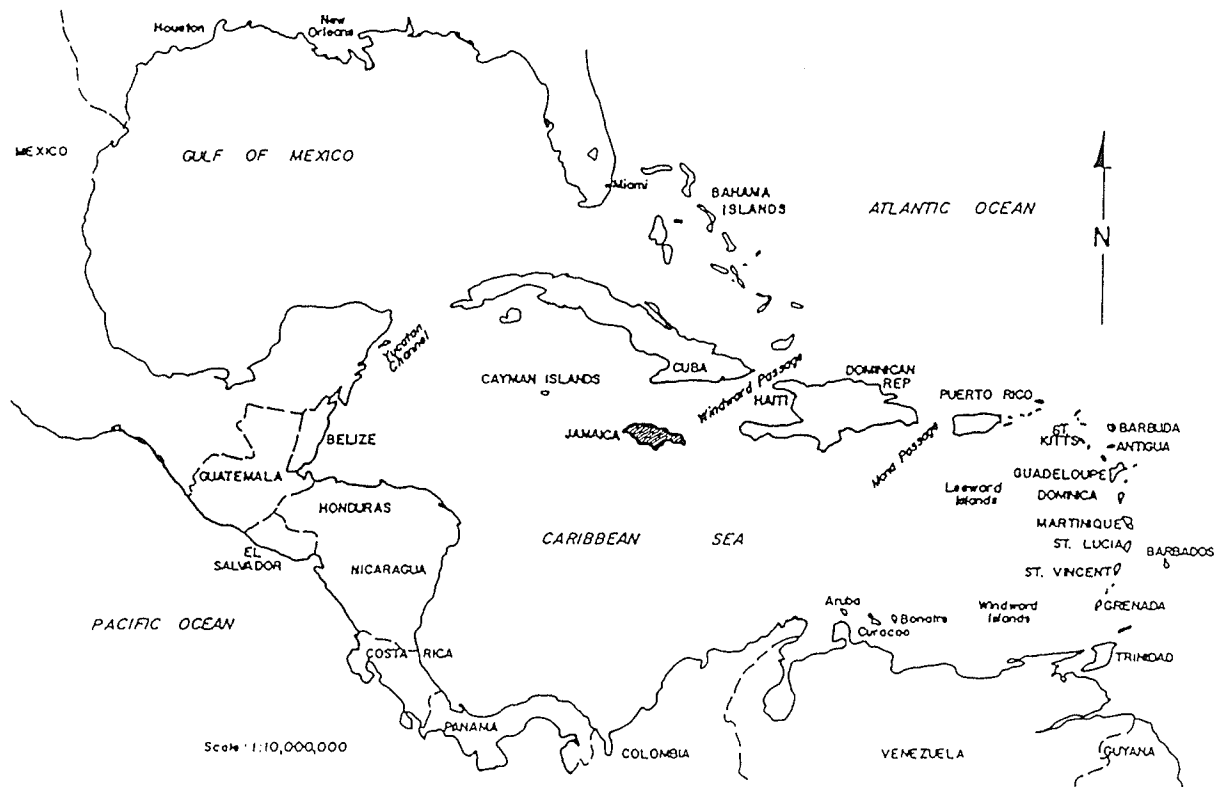 Houston
New
Orleans
MEXICO
GULF OF MEXICO
Miami
BAHAMA
ISLANDS
ATLANTIC OCEAN
N
Yucatan
Channel
CAYMAN ISLANDS
CUBA
Windward Passage
HAITI
DOMINICAN
REP
PUERTO RICO
JAMAICA
Mona Passage
ST.
KITTS
BARBUDA
ANTIGUA
BELIZE
GUATEMALA
GUADELOUPE
Leeward
Islands
DOMINICA
HONDURAS
MARTINIQUE
CARIBBEAN SEA
ST. LUCIA
BARBADOS
EL
SALVADOR
NICARAGUA
ST. VINCENT
Aruba
Curacao
Bonaire
Windward
Islands
GRENADA
PACIFIC OCEAN
COSTA RICA
TRINIDAD
PANAMA
Scale : 1:10,000,000
COLOMBIA
VENEZUELA
GUYANA